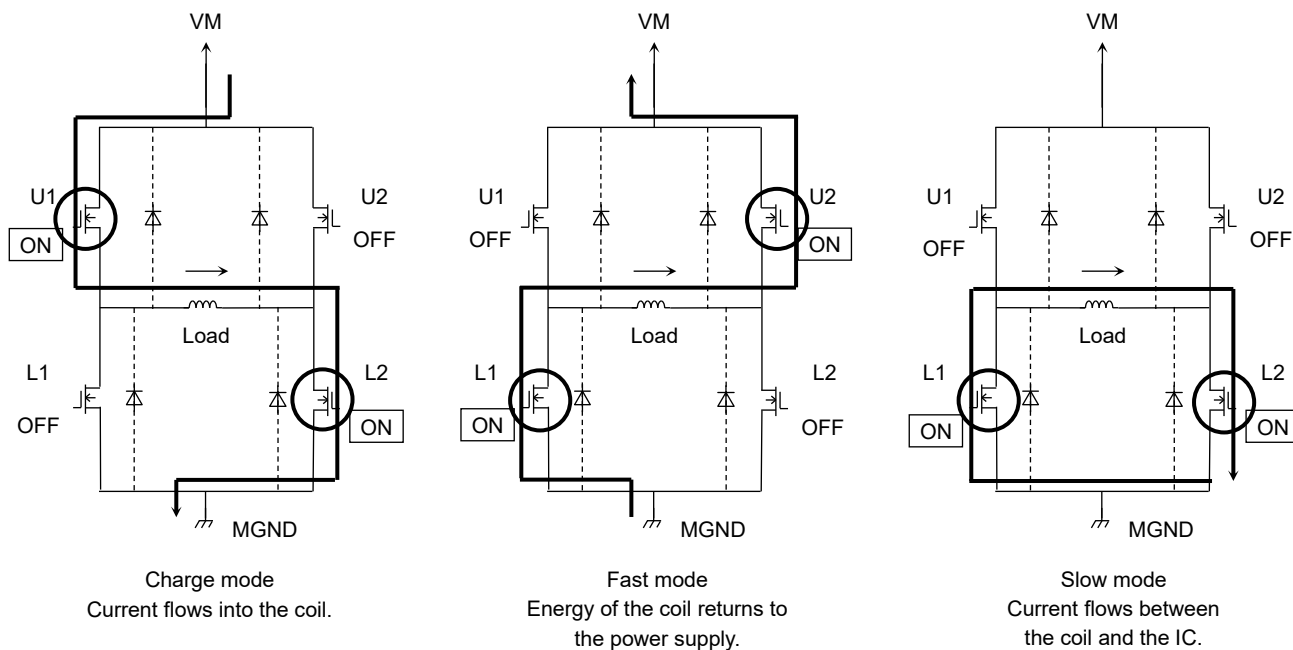 VM
U1
ON
U2
OFF
Load
L1
OFF
L2
ON
MGND
Charge mode
Current flows into the coil.
VM
U1
OFF
U2
ON
Load
L1
ON
L2
OFF
MGND
Fast mode
Energy of the coil returns to
the power supply.
VM
U1
OFF
U2
OFF
Load
L1
ON
L2
ON
MGND
Slow mode
Current flows between
the coil and the IC.